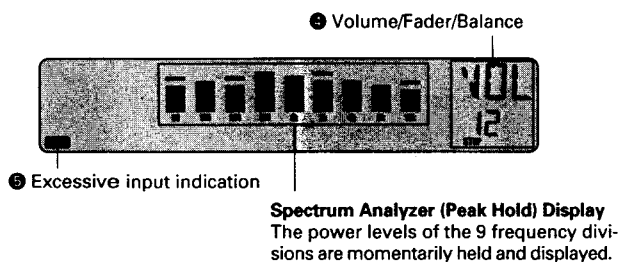 ❹ Volume/Fader/Balance
VOL
12
❺ Excessive input indication
Spectrum Analyzer (Peak Hold) Display
The power levels of the 9 frequency divi-
sions are momentarily held and displayed.